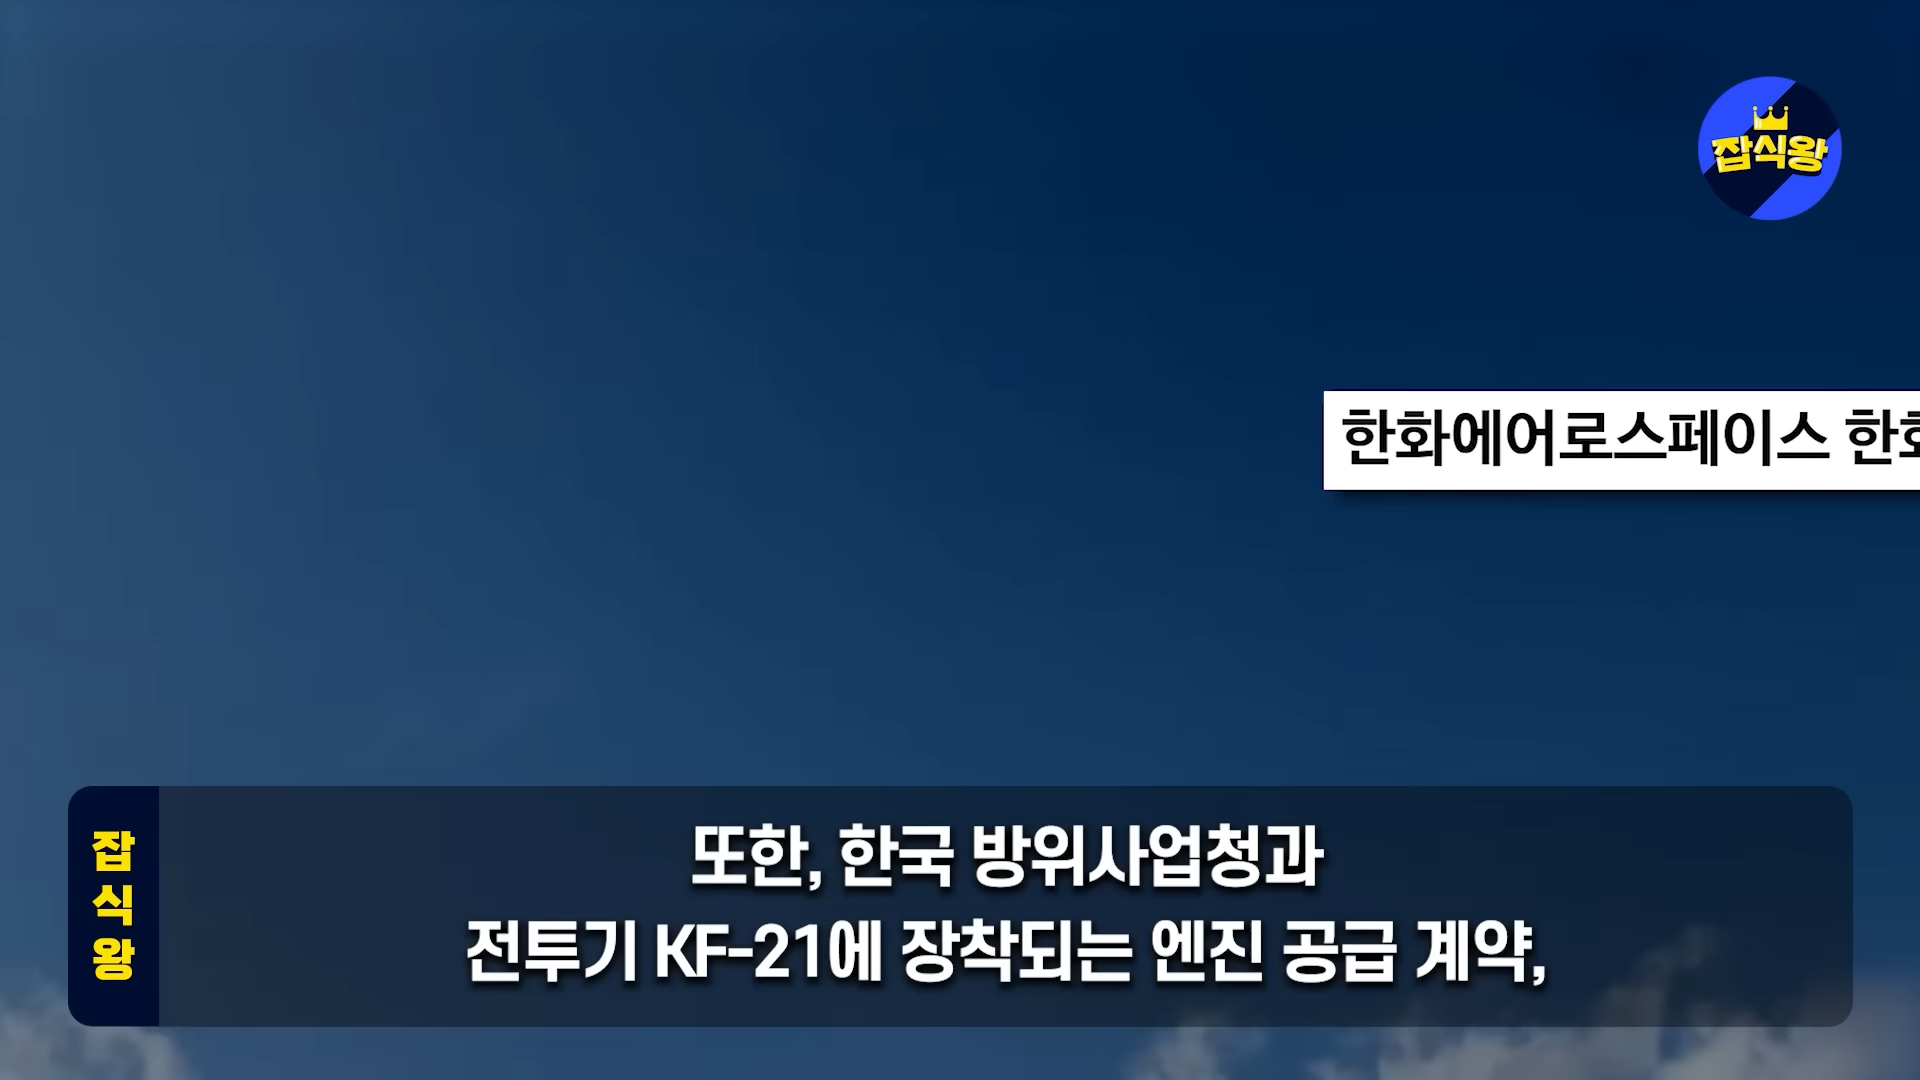 잡식왕
한화에어로스페이스
또한, 한국 방위사업청과
전투기 KF-21에 장착되는 엔진 공급 계약,
잡식왕